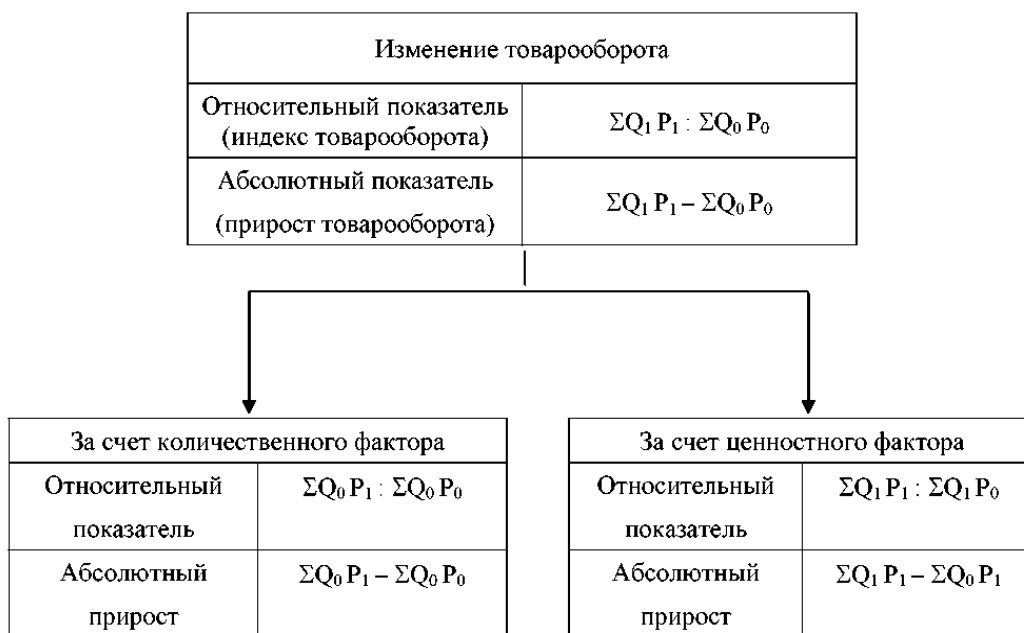 Изменение товарооборота
Относительный показатель
(индекс товарооборота)
ΣQ₁ P₁ : ΣQ₀ P₀
Абсолютный показатель
(прирост товарооборота)
ΣQ₁ P₁ – ΣQ₀ P₀
За счет количественного фактора
Относительный
показатель
ΣQ₀ P₁ : ΣQ₀ P₀
Абсолютный
прирост
ΣQ₀ P₁ – ΣQ₀ P₀
За счет ценностного фактора
Относительный
показатель
ΣQ₁ P₁ : ΣQ₁ P₀
Абсолютный
прирост
ΣQ₁ P₁ – ΣQ₀ P₁